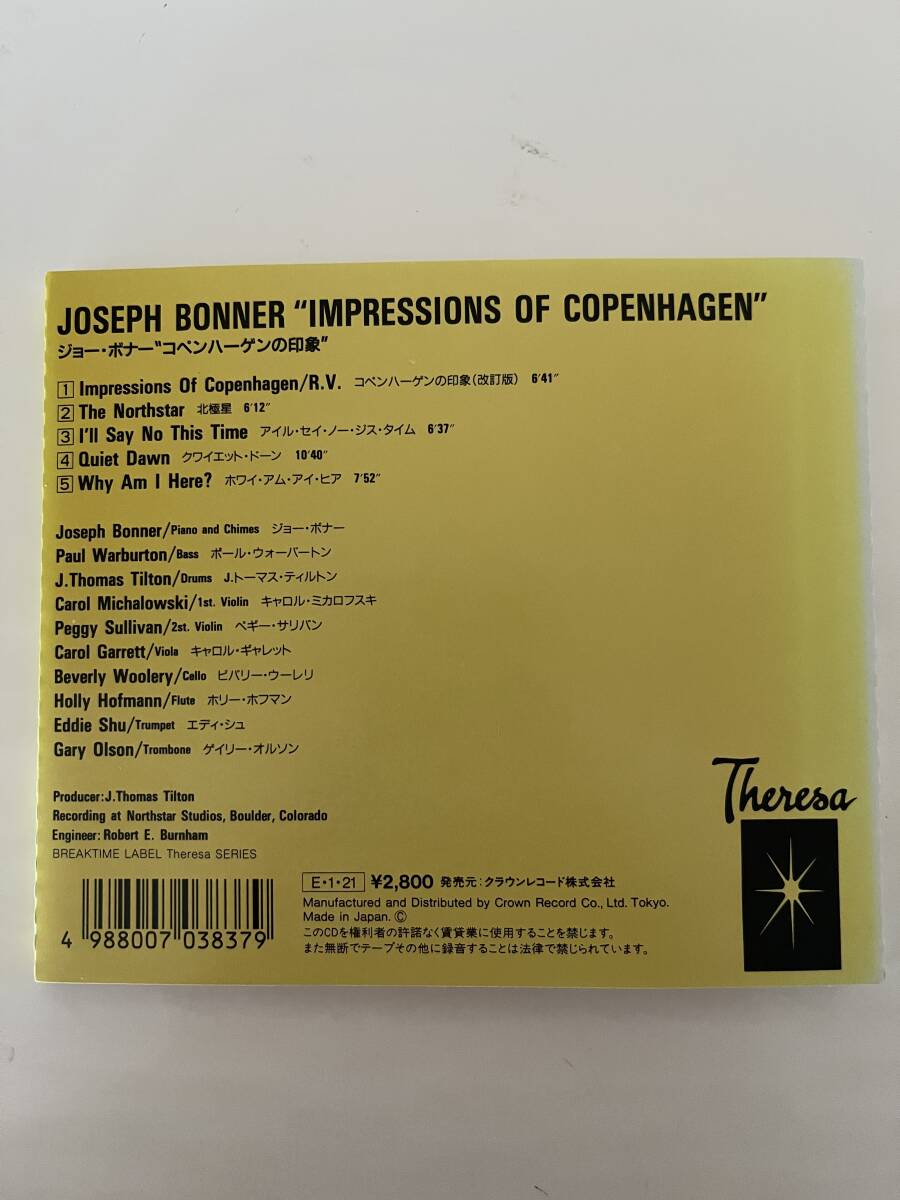 JOSEPH BONNER “IMPRESSIONS OF COPENHAGEN”
ジョー・ボナー“コペンハーゲンの印象”
1 Impressions Of Copenhagen/R.V. コペンハーゲンの印象(改訂版) 6'41"
2 The Northstar 北極星 6'12"
3 I'll Say No This Time アイル・セイ・ノー・ジス・タイム 6'37"
4 Quiet Dawn クワイエット・ドーン 10'40"
5 Why Am I Here? ホワイ・アム・アイ・ヒア 7'52"
Joseph Bonner/Piano and Chimes ジョー・ボナー
Paul Warburton/Bass ポール・ウォーバートン
J.Thomas Tilton/Drums J.トーマス・ティルトン
Carol Michalowski/1st. Violin キャロル・ミカロフスキ
Peggy Sullivan/2st. Violin ペギー・サリバン
Carol Garrett/Viola キャロル・ギャレット
Beverly Woolery/Cello ビバリー・ウーレリ
Holly Hofmann/Flute ホリー・ホフマン
Eddie Shu/Trumpet エディ・シュ
Gary Olson/Trombone ゲイリー・オルソン
Producer:J.Thomas Tilton
Recording at Northstar Studios, Boulder, Colorado
Engineer: Robert E. Burnham
BREAKTIME LABEL Theresa SERIES
Theresa
E・1・21 ¥2,800 発売元:クラウンレコード株式会社
Manufactured and Distributed by Crown Record Co., Ltd. Tokyo.
Made in Japan. Ⓒ
このCDを権利者の許諾なく賃貸業に使用することを禁じます。
また無断でテープその他に録音することは法律で禁じられています。
4 988007 038379